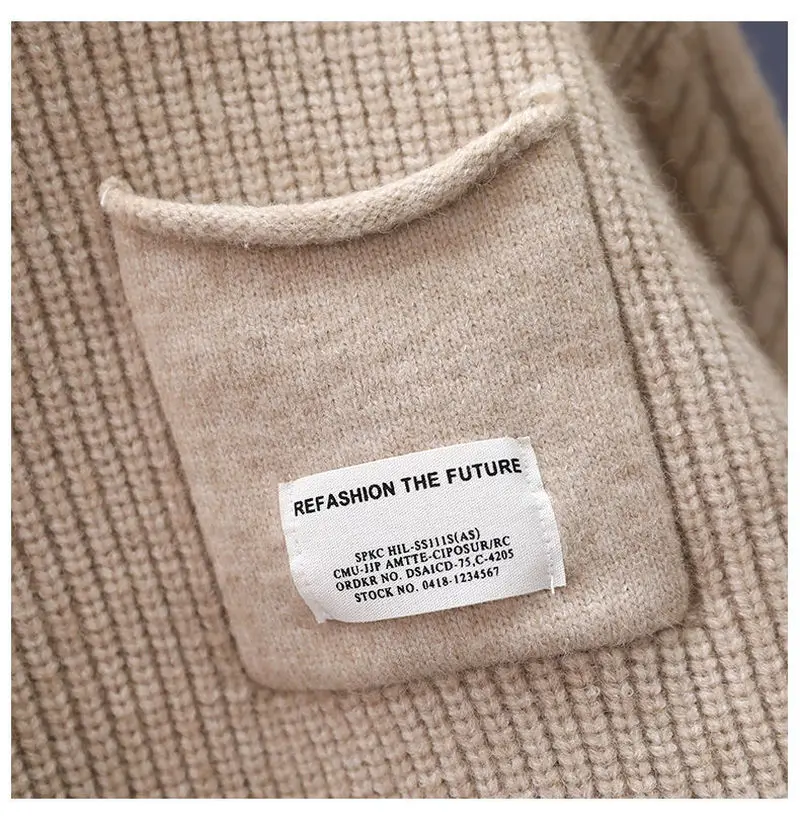 REFASHION THE FUTURE
SPKC HIL-SS111S(AS)
CMU-JJP AMTTE-CIPOSUR/RC
ORDKR NO. DSAICD-75,C-4205
STOCK NO. 0418-1234567